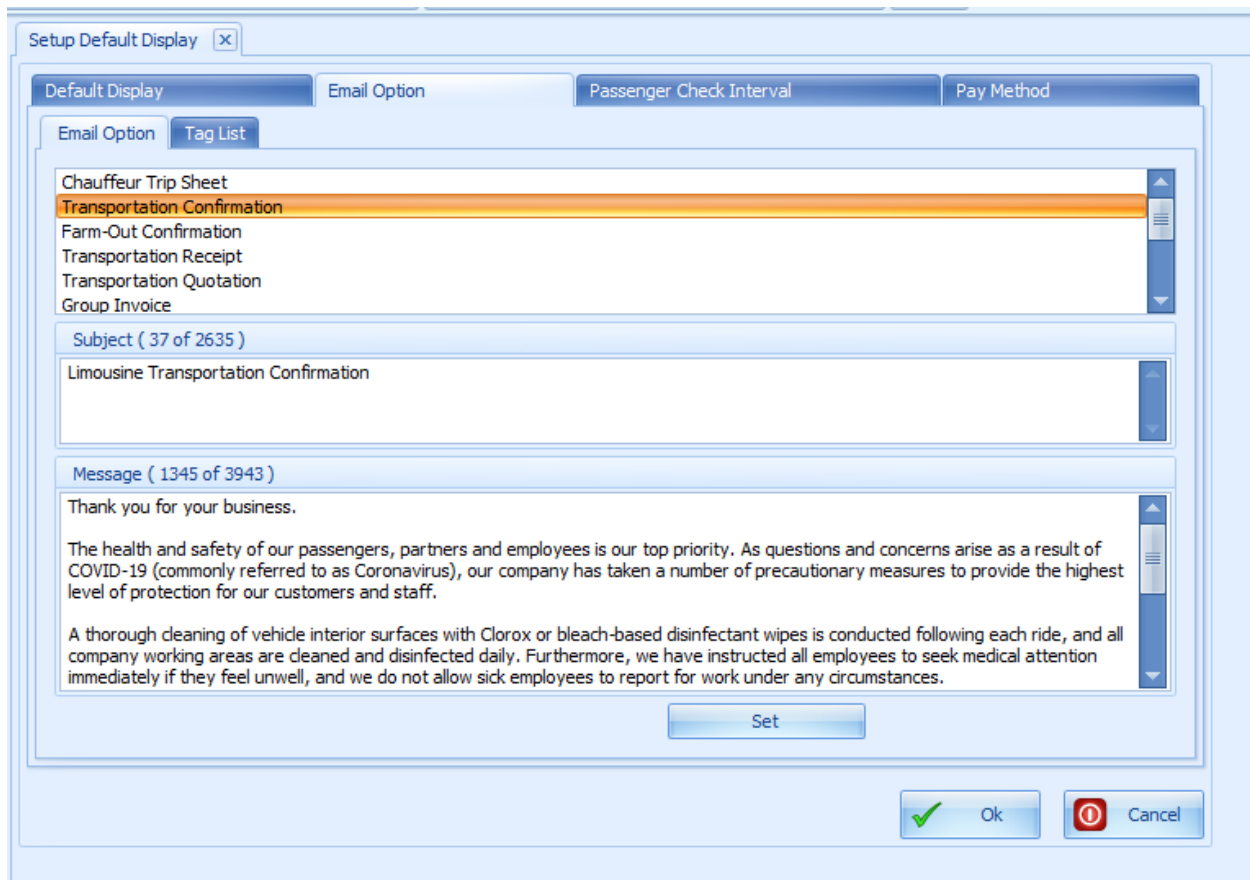 Setup Default Display
Default Display
Email Option
Passenger Check Interval
Pay Method
Email Option
Tag List
Chauffeur Trip Sheet
Transportation Confirmation
Farm-Out Confirmation
Transportation Receipt
Transportation Quotation
Group Invoice
Subject ( 37 of 2635 )
Limousine Transportation Confirmation
Message ( 1345 of 3943 )
Thank you for your business.
The health and safety of our passengers, partners and employees is our top priority. As questions and concerns arise as a result of
COVID-19 (commonly referred to as Coronavirus), our company has taken a number of precautionary measures to provide the highest
level of protection for our customers and staff.
A thorough cleaning of vehicle interior surfaces with Clorox or bleach-based disinfectant wipes is conducted following each ride, and all
company working areas are cleaned and disinfected daily. Furthermore, we have instructed all employees to seek medical attention
immediately if they feel unwell, and we do not allow sick employees to report for work under any circumstances.
Set
Ok
Cancel